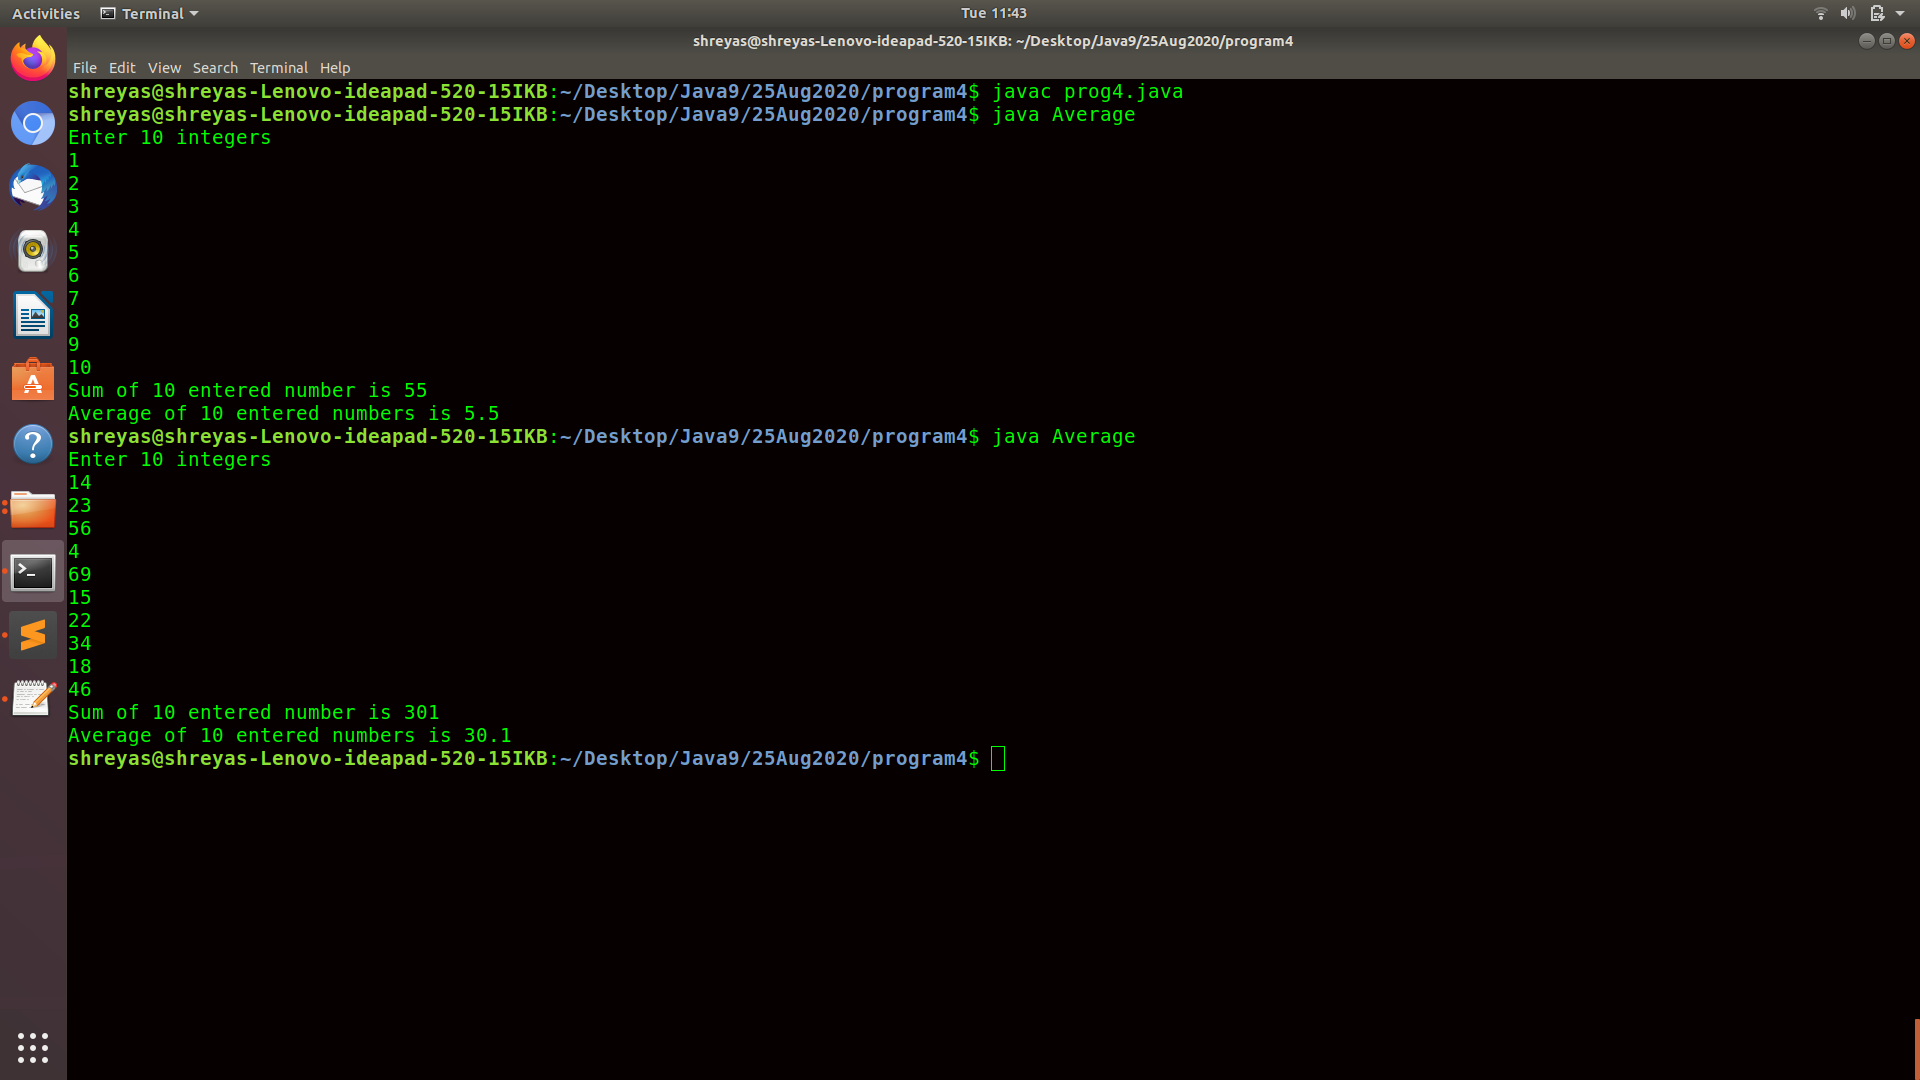 Activities Terminal Tue 11:43
shreyas@shreyas-Lenovo-ideapad-520-15IKB: ~/Desktop/Java9/25Aug2020/program4
File Edit View Search Terminal Help
shreyas@shreyas-Lenovo-ideapad-520-15IKB:~/Desktop/Java9/25Aug2020/program4$ javac prog4.java
shreyas@shreyas-Lenovo-ideapad-520-15IKB:~/Desktop/Java9/25Aug2020/program4$ java Average
Enter 10 integers
1
2
3
4
5
6
7
8
9
10
Sum of 10 entered number is 55
Average of 10 entered numbers is 5.5
shreyas@shreyas-Lenovo-ideapad-520-15IKB:~/Desktop/Java9/25Aug2020/program4$ java Average
Enter 10 integers
14
23
56
4
69
15
22
34
18
46
Sum of 10 entered number is 301
Average of 10 entered numbers is 30.1
shreyas@shreyas-Lenovo-ideapad-520-15IKB:~/Desktop/Java9/25Aug2020/program4$